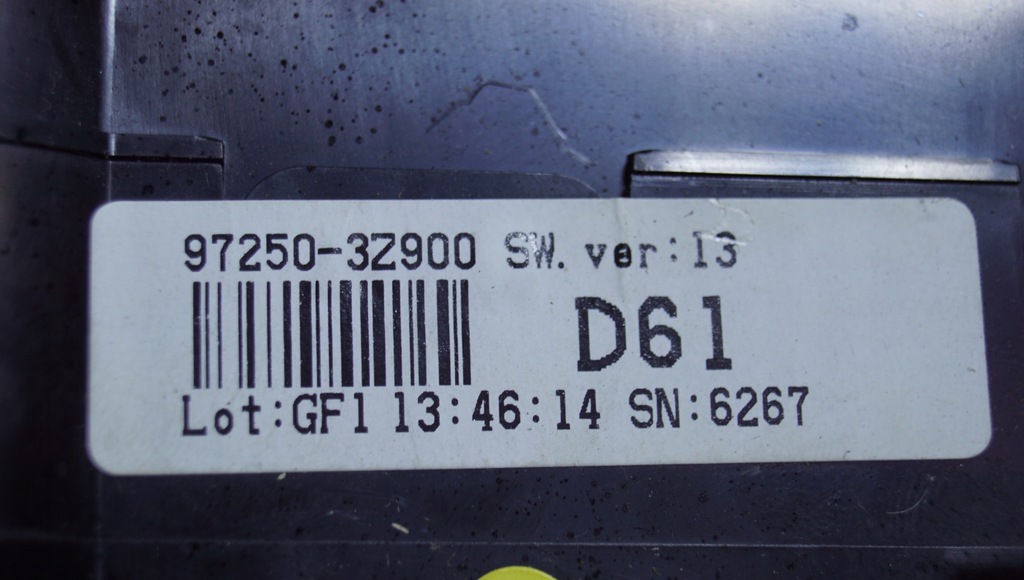 97250-3Z900 SW. ver:13
D61
Lot:GF1 13:46:14 SN:6267